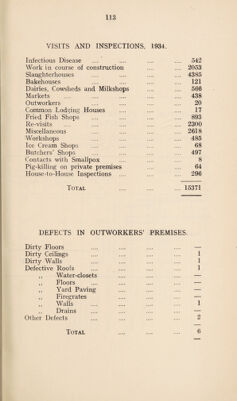 113
VISITS AND INSPECTIONS, 1934.
Infectious Disease .... .... .... .... 542
Work in course of construction .... .... 2053
Slaughterhouses .... .... .... .... 4385
Bakehouses .... .... .... .... 121
Dairies, Cowsheds and Milkshops .... .... 566
Markets .... .... .... .... 438
Outworkers .... .... .... .... 20
Common Lodging Houses .... .... .... 17
Fried Fish Shops .... .... .... .... 893
Re-visits .... .... .... .... 2300
Miscellaneous .... .... .... .... 2618
Workshops .... .... .... .... 485
Ice Cream Shops .... .... .... .... 68
Butchers' Shops .... .... .... .... 497
Contacts with Smallpox .... .... .... 8
Pig-killing on private premises .... .... 64
House-to-House Inspections .... .... .... 296
TOTAL .... .... .... 15371
DEFECTS IN OUTWORKERS' PREMISES.
Dirty Floors .... .... .... .... —
Dirty Ceilings .... .... .... .... 1
Dirty Walls .... .... .... .... 1
Defective Roofs .... .... .... .... 1
,, Water-closets .... .... .... —
,, Floors .... .... .... —
,, Yard Paving .... .... .... —
,, Firegrates .... .... .... —
,, Walls .... .... .... 1
,, Drains .... .... .... —
Other Defects .... .... .... .... 2
TOTAL .... .... .... 6